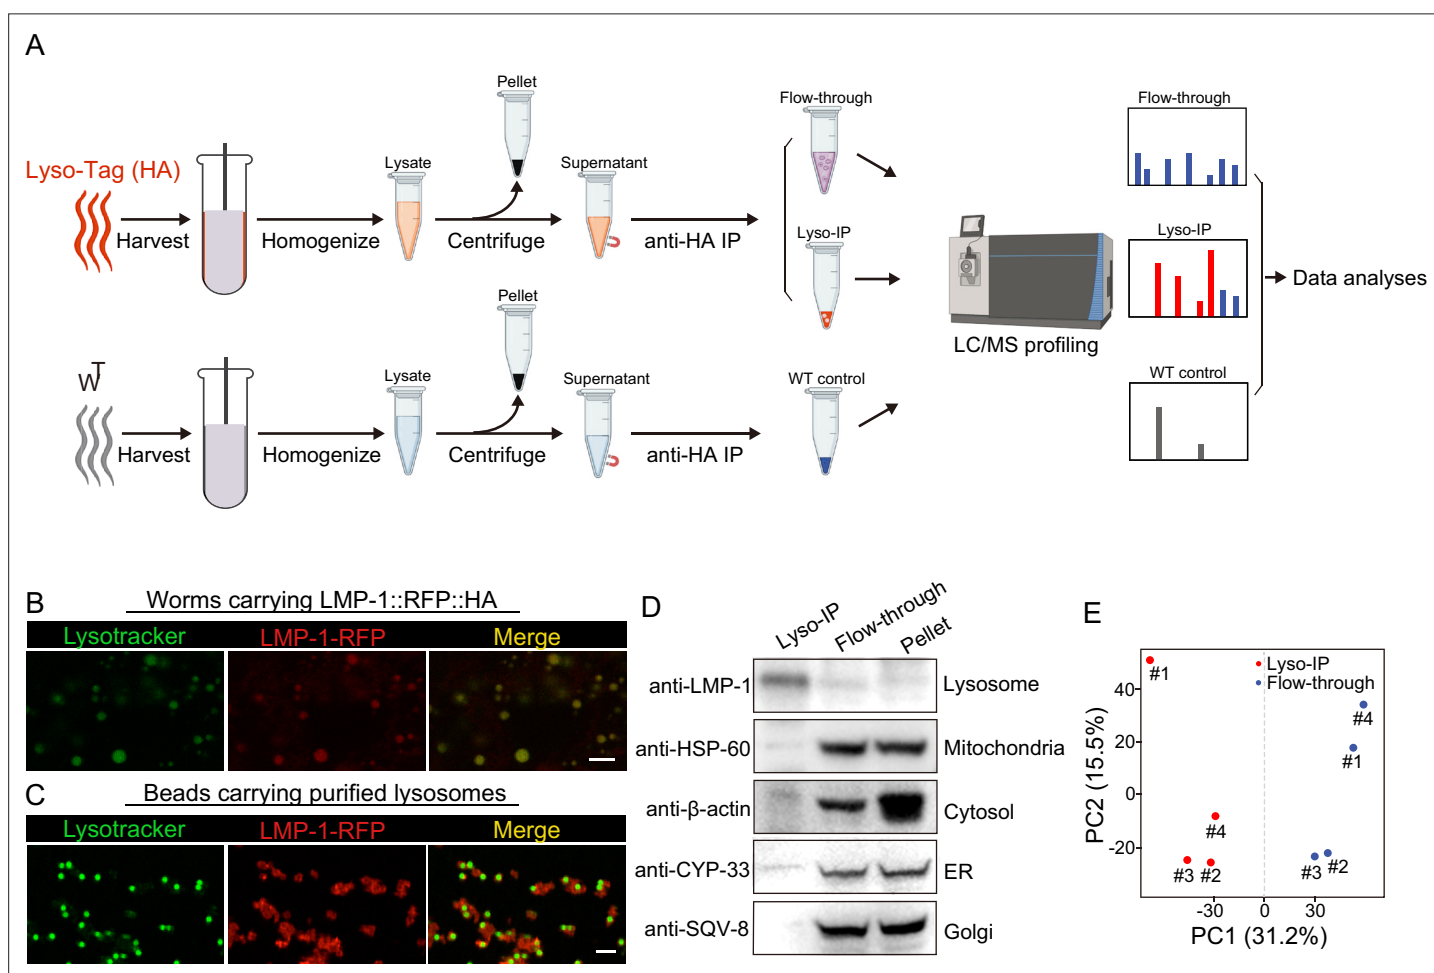 A
Lyso-Tag (HA)
Harvest
Homogenize
Lysate
Pellet
Centrifuge
Supernatant
anti-HA IP
Flow-through
Lyso-IP
LC/MS profiling
Flow-through
Lyso-IP
WT control
Data analyses
WT
Harvest
Homogenize
Lysate
Pellet
Centrifuge
Supernatant
anti-HA IP
WT control
B
Worms carrying LMP-1::RFP::HA
Lysotracker LMP-1-RFP Merge
C
Beads carrying purified lysosomes
Lysotracker LMP-1-RFP Merge
D
Lyso-IP Flow-through Pellet
anti-LMP-1 Lysosome
anti-HSP-60 Mitochondria
anti-β-actin Cytosol
anti-CYP-33 ER
anti-SQV-8 Golgi
E
Lyso-IP
Flow-through
#1
#4
#1
#4
#3 #2
#3 #2
40
20
0
-20
PC2 (15.5%)
-30 0 30
PC1 (31.2%)